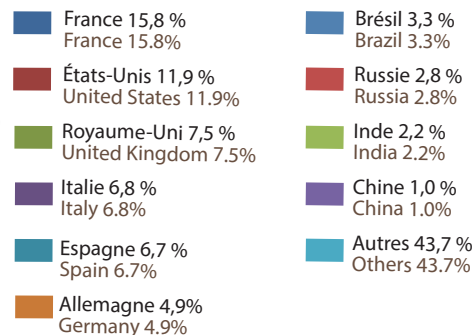 France 15,8 %
France 15.8%
États-Unis 11,9 %
United States 11.9%
Royaume-Uni 7,5 %
United Kingdom 7.5%
Italie 6,8 %
Italy 6.8%
Espagne 6,7 %
Spain 6.7%
Allemagne 4,9%
Germany 4.9%
Brésil 3,3 %
Brazil 3.3%
Russie 2,8 %
Russia 2.8%
Inde 2,2 %
India 2.2%
Chine 1,0 %
China 1.0%
Autres 43,7 %
Others 43.7%